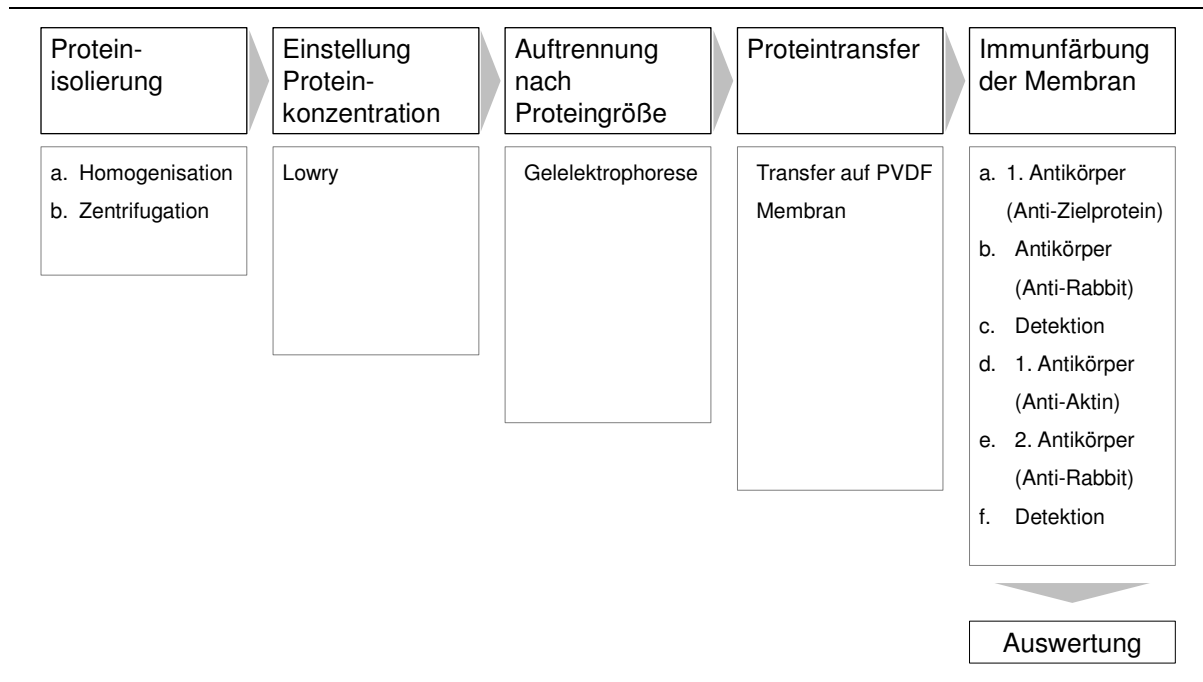 Protein-
isolierung
Einstellung
Protein-
konzentration
Auftrennung
nach
Proteingröße
Proteintransfer
Immunfärbung
der Membran
a. Homogenisation
b. Zentrifugation
Lowry
Gelelektrophorese
Transfer auf PVDF
Membran
a. 1. Antikörper
(Anti-Zielprotein)
b. Antikörper
(Anti-Rabbit)
c. Detektion
d. 1. Antikörper
(Anti-Aktin)
e. 2. Antikörper
(Anti-Rabbit)
f. Detektion
Auswertung